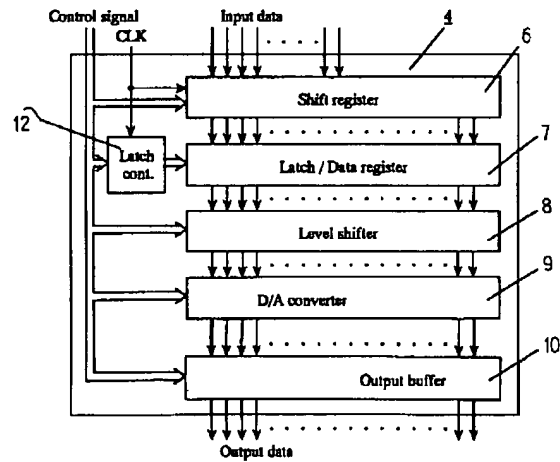 Control signal
Input data
CLK
4
6
Shift register
12
Latch
cont.
Latch / Data register
7
Level shifter
8
D/A converter
9
Output buffer
10
Output data